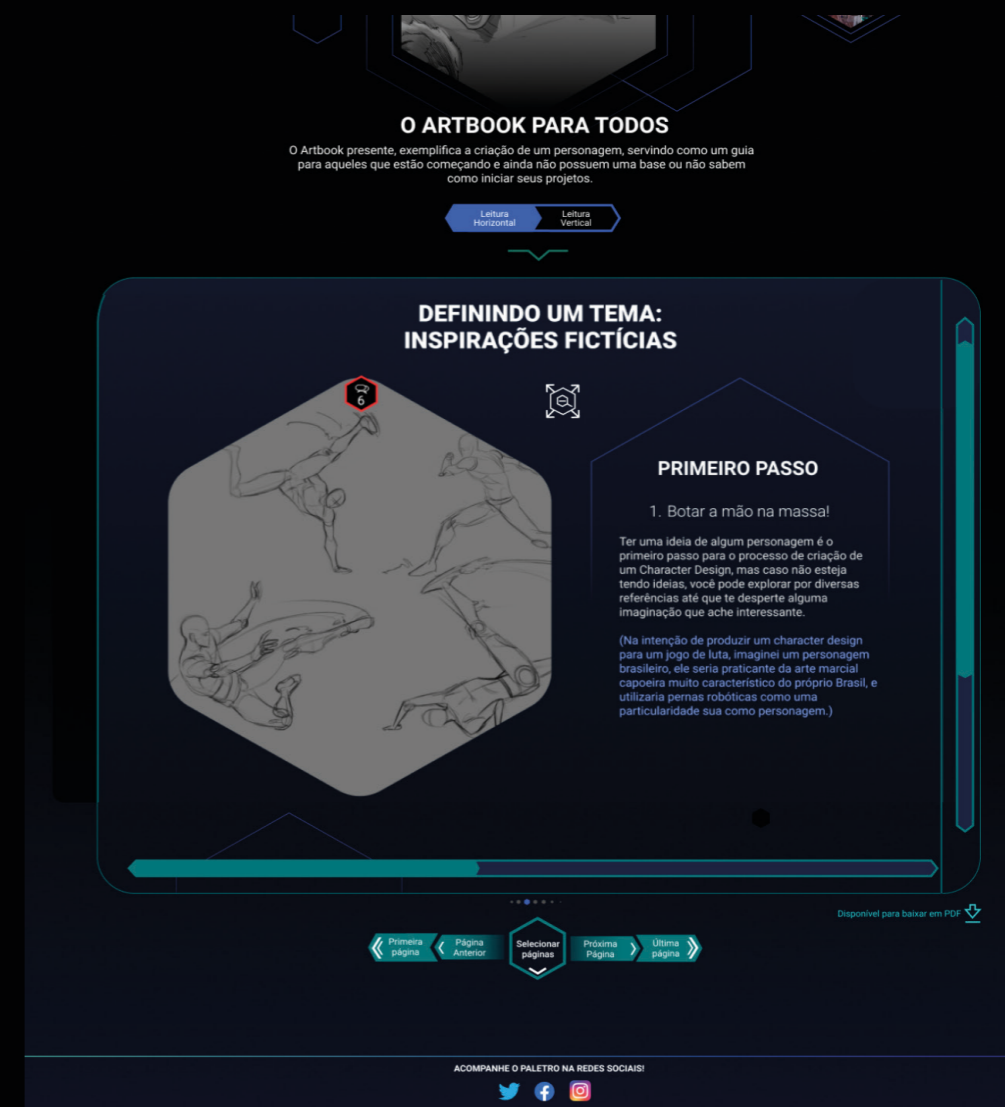 O ARTBOOK PARA TODOS
O Artbook presente, exemplifica a criação de um personagem, servindo como um guia
para aqueles que estão começando e ainda não possuem uma base ou não sabem
como iniciar seus projetos.
Leitura
Horizontal
Leitura
Vertical
DEFININDO UM TEMA:
INSPIRAÇÕES FICTÍCIAS
6
PRIMEIRO PASSO
1. Botar a mão na massa!
Ter uma ideia de algum personagem é o
primeiro passo para o processo de criação de
um Character Design, mas caso não esteja
tendo ideias, você pode explorar por diversas
referências até que te desperte alguma
imaginação que ache interessante.
(Na intenção de produzir um character design
para um jogo de luta, imaginei um personagem
brasileiro, ele seria praticante da arte marcial
capoeira muito característico do próprio Brasil, e
utilizaria pernas robóticas como uma
particularidade sua como personagem.)
Disponível para baixar em PDF
Primeira
página
Página
Anterior
Selecionar
páginas
Próxima
Página
Última
página
ACOMPANHE O PALETRO NA REDES SOCIAIS!